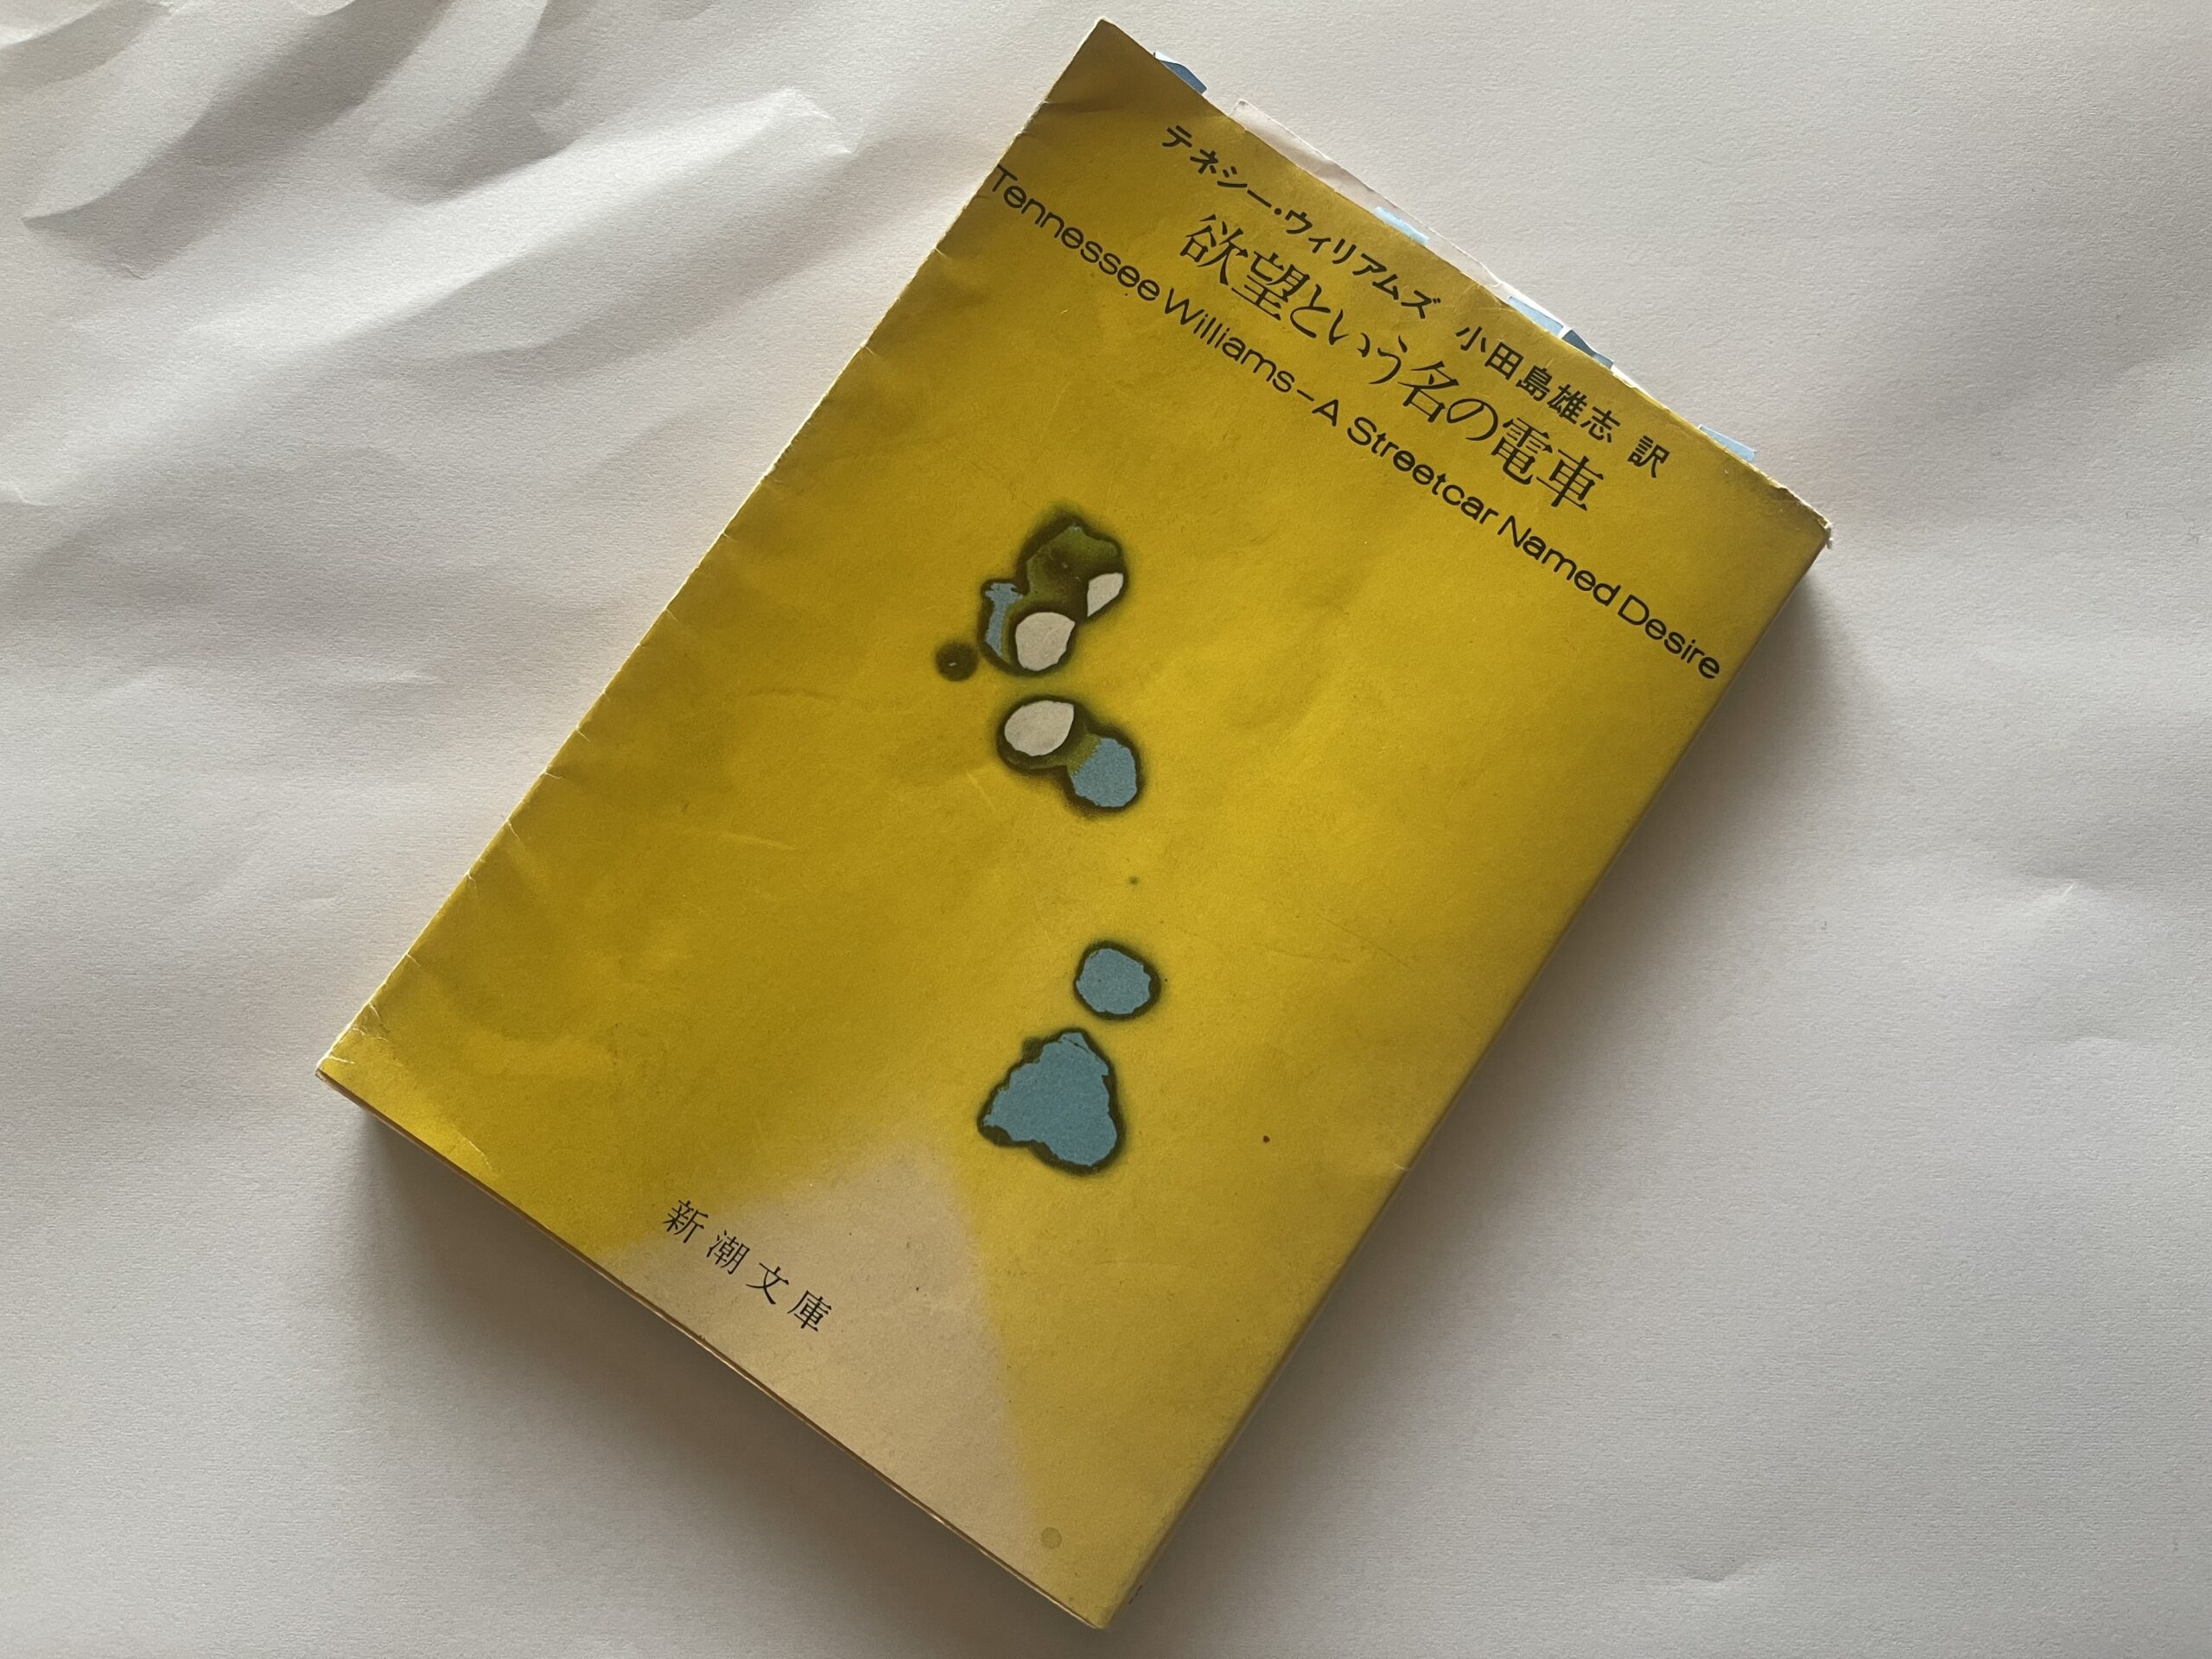 テネシー・ウィリアムズ 小田島雄志 訳
欲望という名の電車
Tennessee Williams–A Streetcar Named Desire
新潮文庫